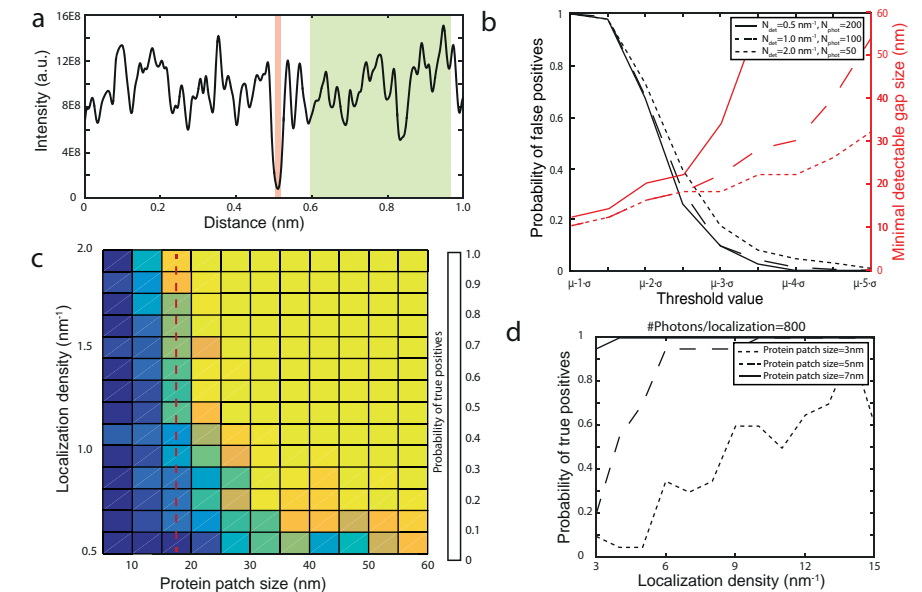 a
16E8
12E8
8E8
4E8
0
Intensity (a.u.)
0
0.2
0.4
0.6
0.8
1.0
Distance (nm)
b
1
0.8
0.6
0.4
0.2
0
Probability of false positives
N det =0.5 nm⁻¹, N phot =200
N det =1.0 nm⁻¹, N phot =100
N det =2.0 nm⁻¹, N phot =50
60
50
40
30
20
10
0
Minimal detectable gap size (nm)
μ-1·σ
μ-2·σ
μ-3·σ
μ-4·σ
μ-5·σ
Threshold value
c
2.0
1.5
1.0
0.5
Localization density (nm⁻¹)
10
20
30
40
50
60
Protein patch size (nm)
1.0
0.9
0.8
0.7
0.6
0.5
0.4
0.3
0.2
0.1
0
Probability of true positives
d
#Photons/localization=800
1
0.8
0.6
0.4
0.2
0
Probability of true positives
Protein patch size=3nm
Protein patch size=5nm
Protein patch size=7nm
3
6
9
12
15
Localization density (nm⁻¹)